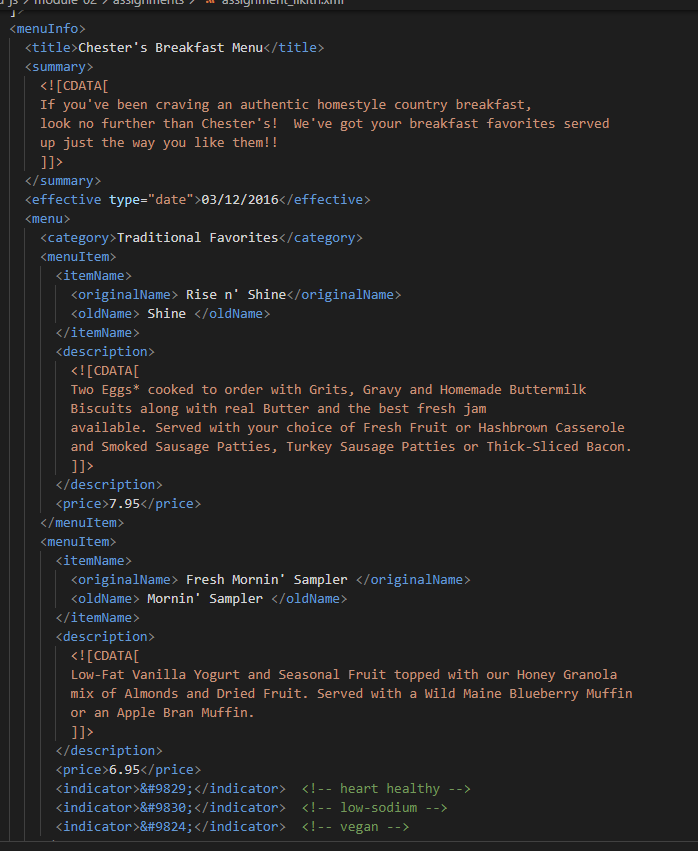 js > module-02 > assignments > assignment_likith.xml
]>
<menuInfo>
<title>Chester's Breakfast Menu</title>
<summary>
<![CDATA[
If you've been craving an authentic homestyle country breakfast,
look no further than Chester's!  We've got your breakfast favorites served
up just the way you like them!!
]]>
</summary>
<effective type="date">03/12/2016</effective>
<menu>
<category>Traditional Favorites</category>
<menuItem>
<itemName>
<originalName> Rise n' Shine</originalName>
<oldName> Shine </oldName>
</itemName>
<description>
<![CDATA[
Two Eggs* cooked to order with Grits, Gravy and Homemade Buttermilk
Biscuits along with real Butter and the best fresh jam
available. Served with your choice of Fresh Fruit or Hashbrown Casserole
and Smoked Sausage Patties, Turkey Sausage Patties or Thick-Sliced Bacon.
]]>
</description>
<price>7.95</price>
</menuItem>
<menuItem>
<itemName>
<originalName> Fresh Mornin' Sampler </originalName>
<oldName> Mornin' Sampler </oldName>
</itemName>
<description>
<![CDATA[
Low-Fat Vanilla Yogurt and Seasonal Fruit topped with our Honey Granola
mix of Almonds and Dried Fruit. Served with a Wild Maine Blueberry Muffin
or an Apple Bran Muffin.
]]>
</description>
<price>6.95</price>
<indicator>&#9829;</indicator>  <!-- heart healthy -->
<indicator>&#9830;</indicator>  <!-- low-sodium -->
<indicator>&#9824;</indicator>  <!-- vegan -->